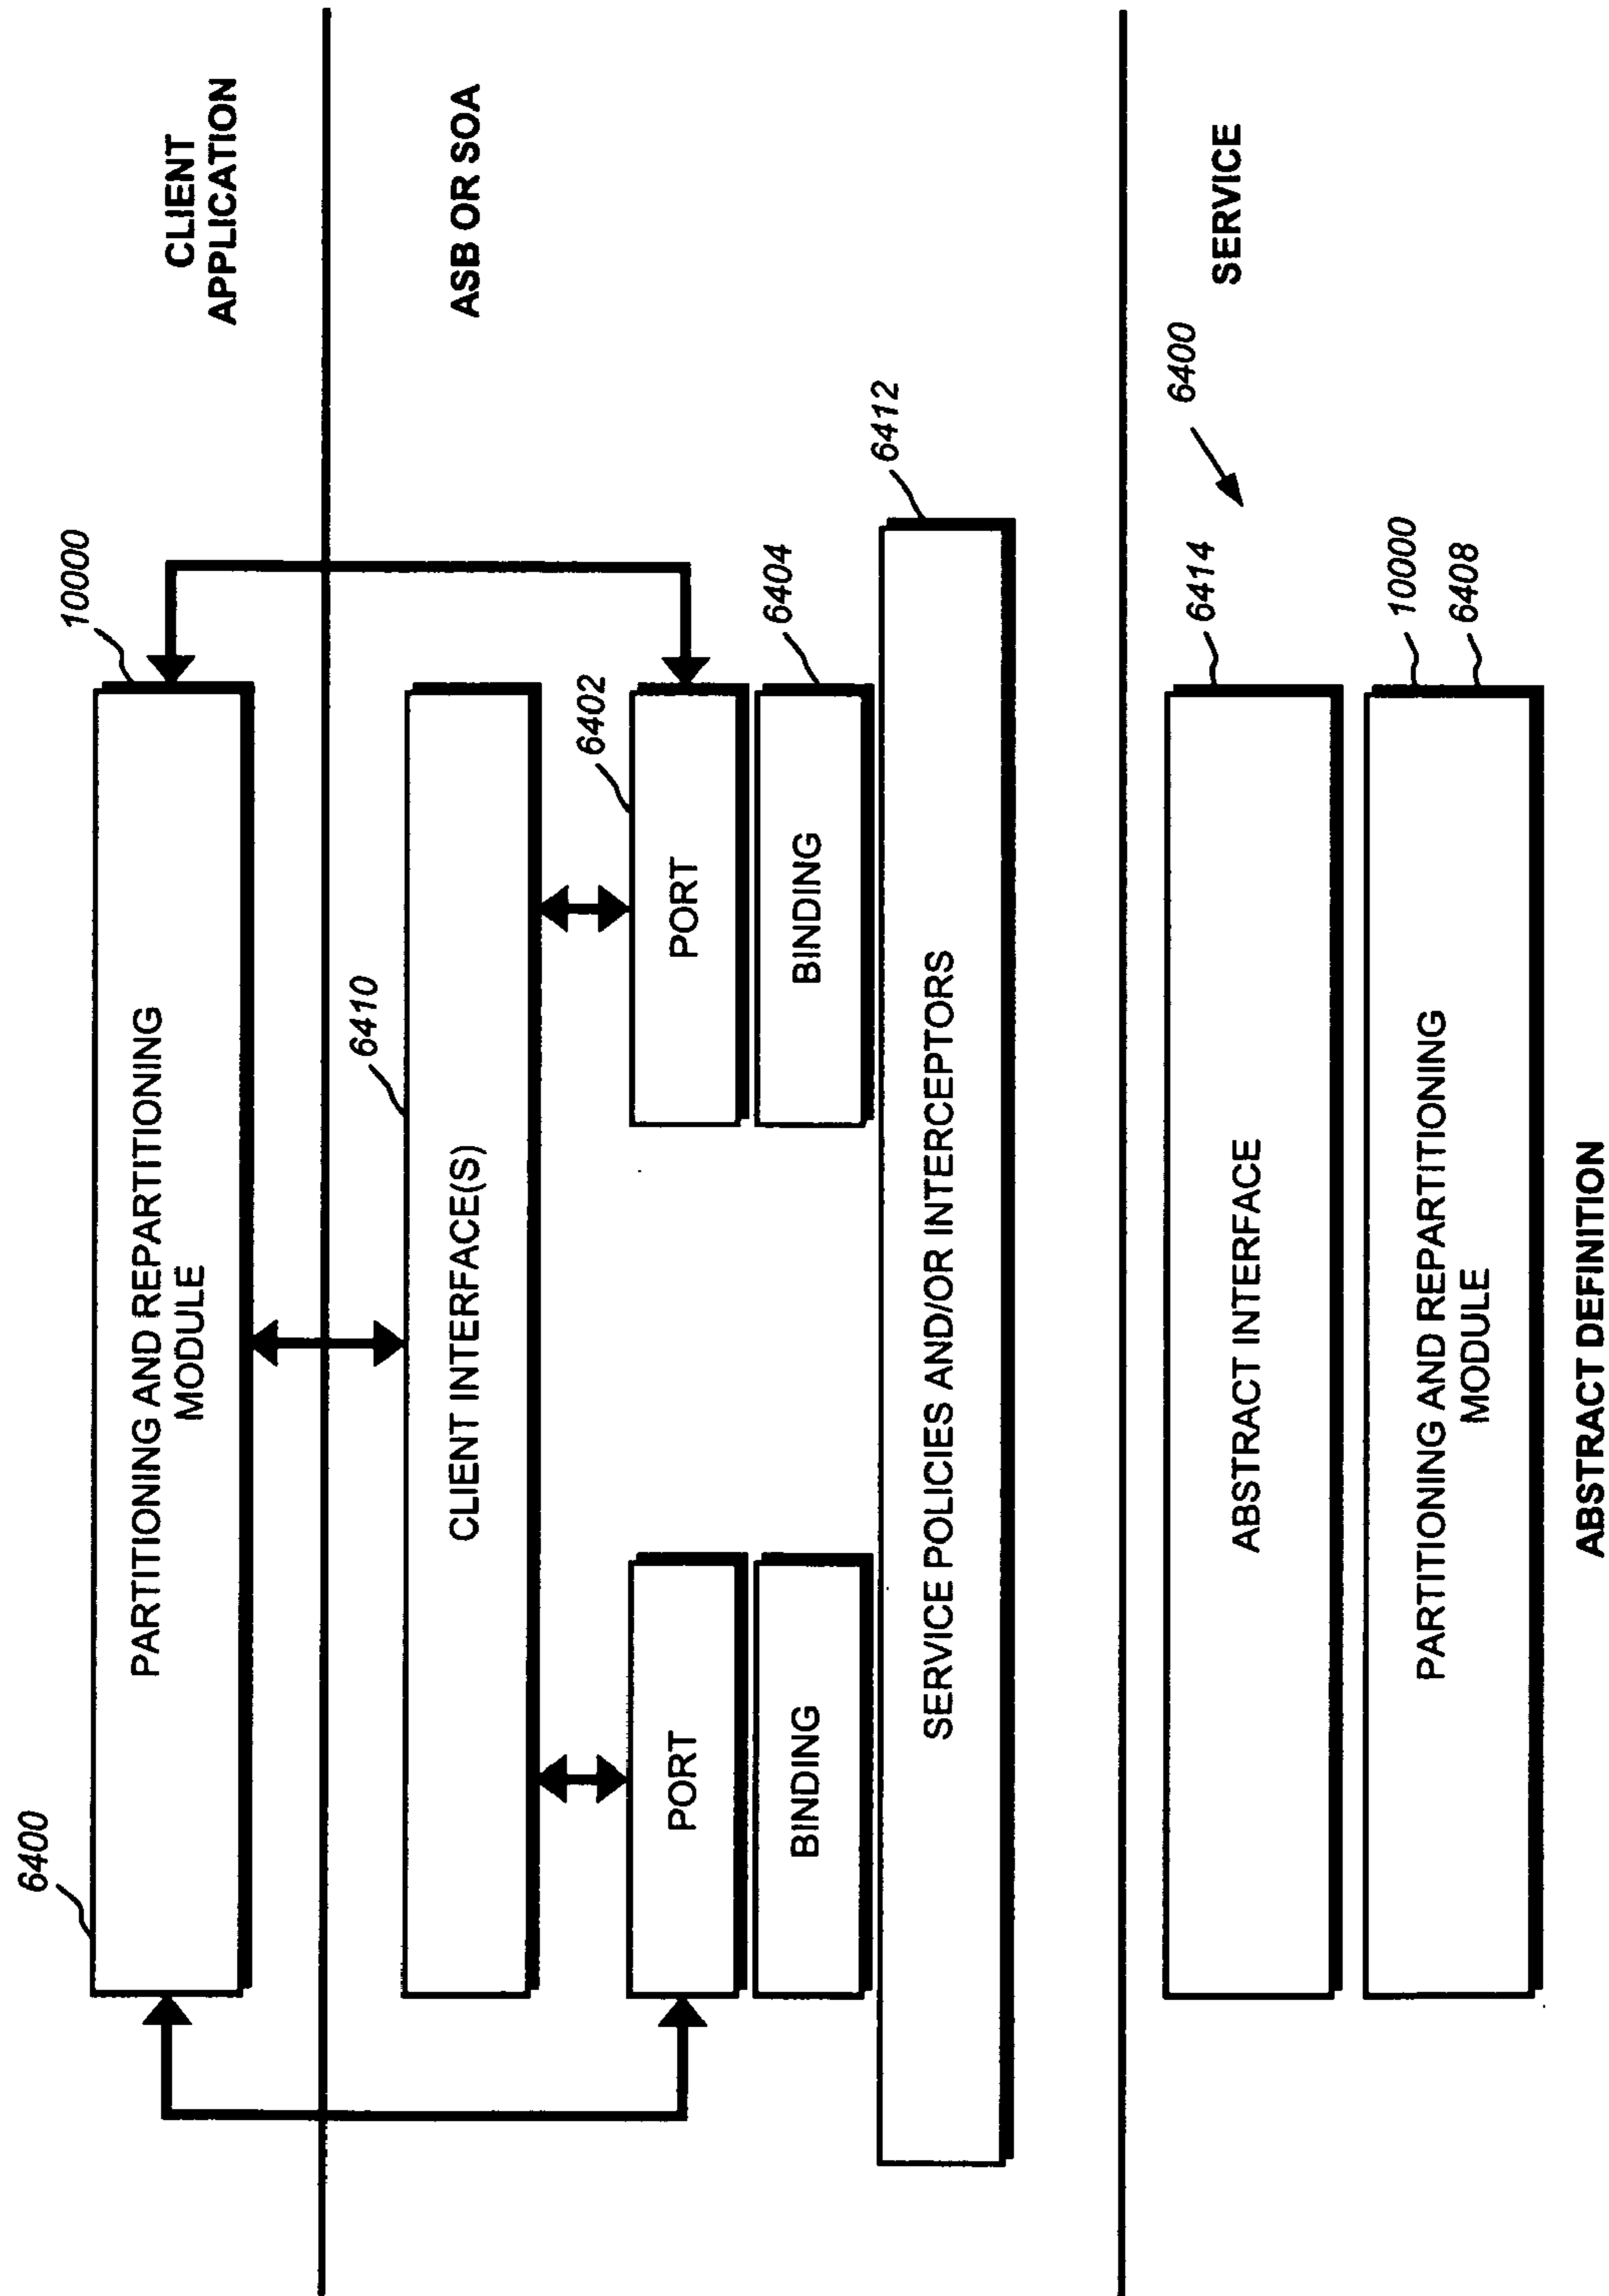 CLIENT
APPLICATION
6400
10000
PARTITIONING AND REPARTITIONING
MODULE
ASB OR SOA
6410
CLIENT INTERFACE(S)
6402
PORT
PORT
6404
BINDING
BINDING
6412
SERVICE POLICIES AND/OR INTERCEPTORS
SERVICE
6400
6414
ABSTRACT INTERFACE
10000
6408
PARTITIONING AND REPARTITIONING
MODULE
ABSTRACT DEFINITION